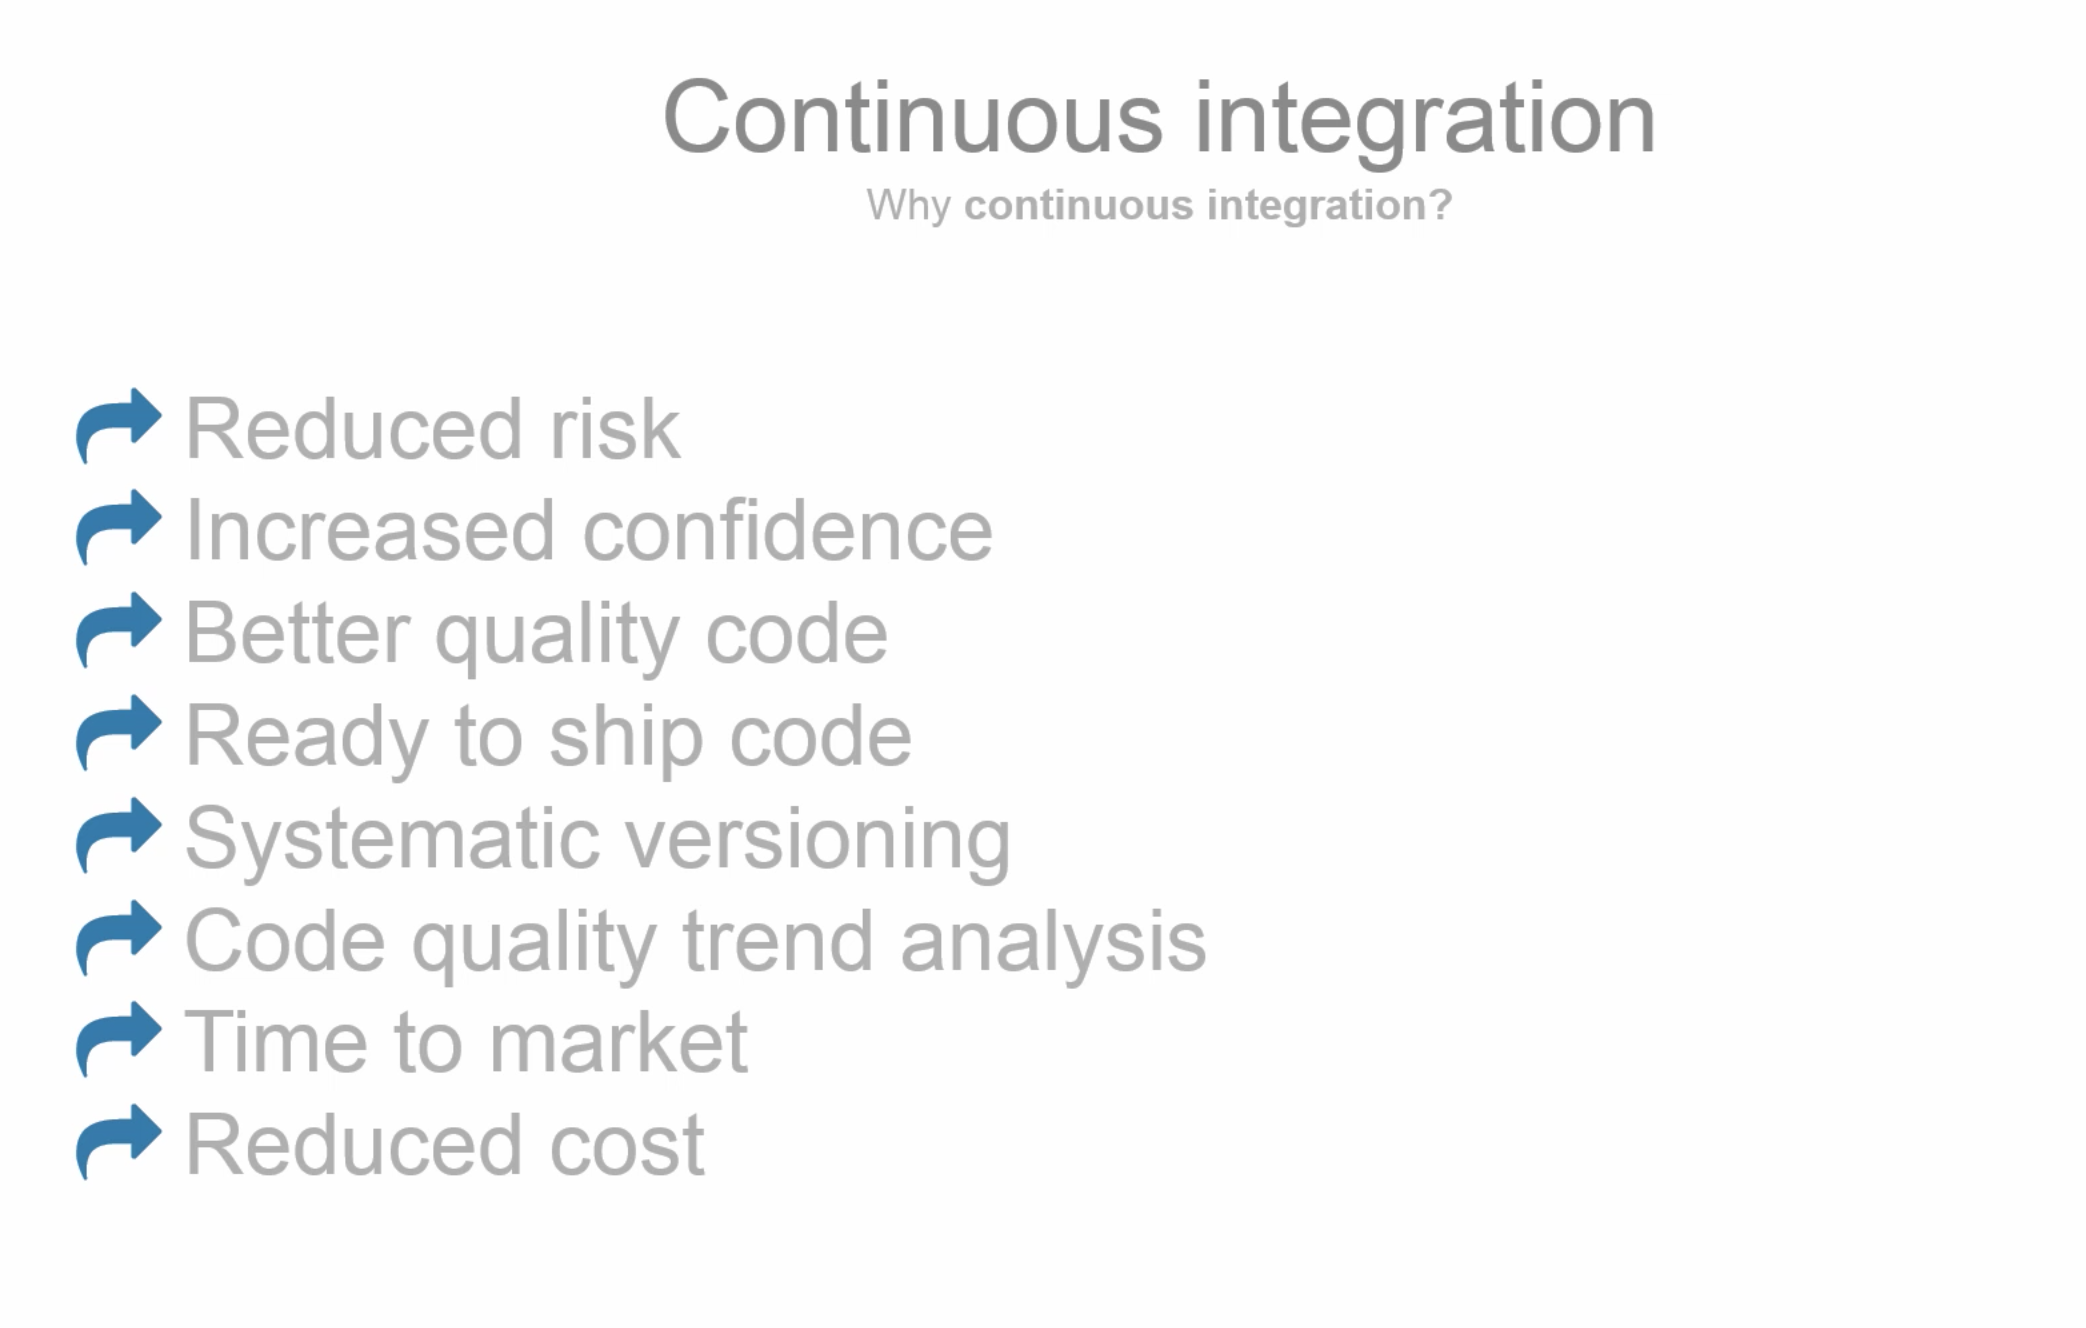 Continuous integration
Why continuous integration?
Reduced risk
Increased confidence
Better quality code
Ready to ship code
Systematic versioning
Code quality trend analysis
Time to market
Reduced cost